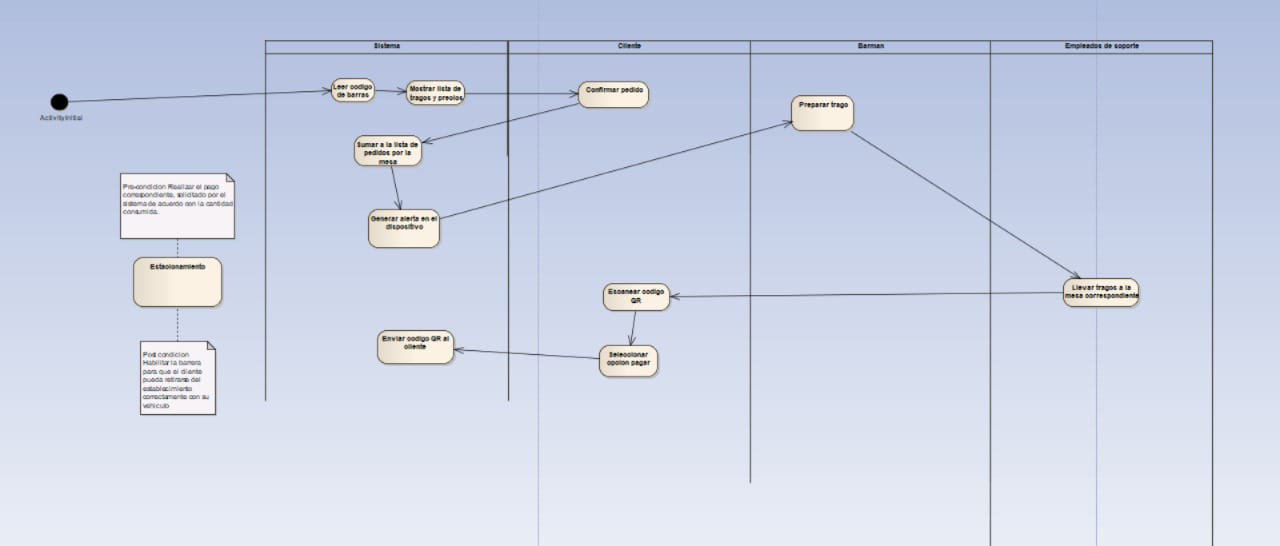 Sistema
Cliente
Barman
Empleados de soporte
Leer codigo
de barras
Mostrar lista de
tragos y precios
Confirmar pedido
Preparar trago
ActivityInitial
Sumar a la lista de
pedidos por la
mesa
Pre-condicion Realizar el pago
correspondiente, solicitado por el
sistema de acuerdo con la cantidad
consumida.
Generar alerta en el
dispositivo
Estacionamiento
Escanear codigo
QR
Llevar tragos a la
mesa correspondiente
Enviar codigo QR al
cliente
Seleccionar
opcion pagar
Post condicion
Habilitar la barrera
para que el cliente
pueda retirarse del
establecimiento
correctamente con su
vehiculo